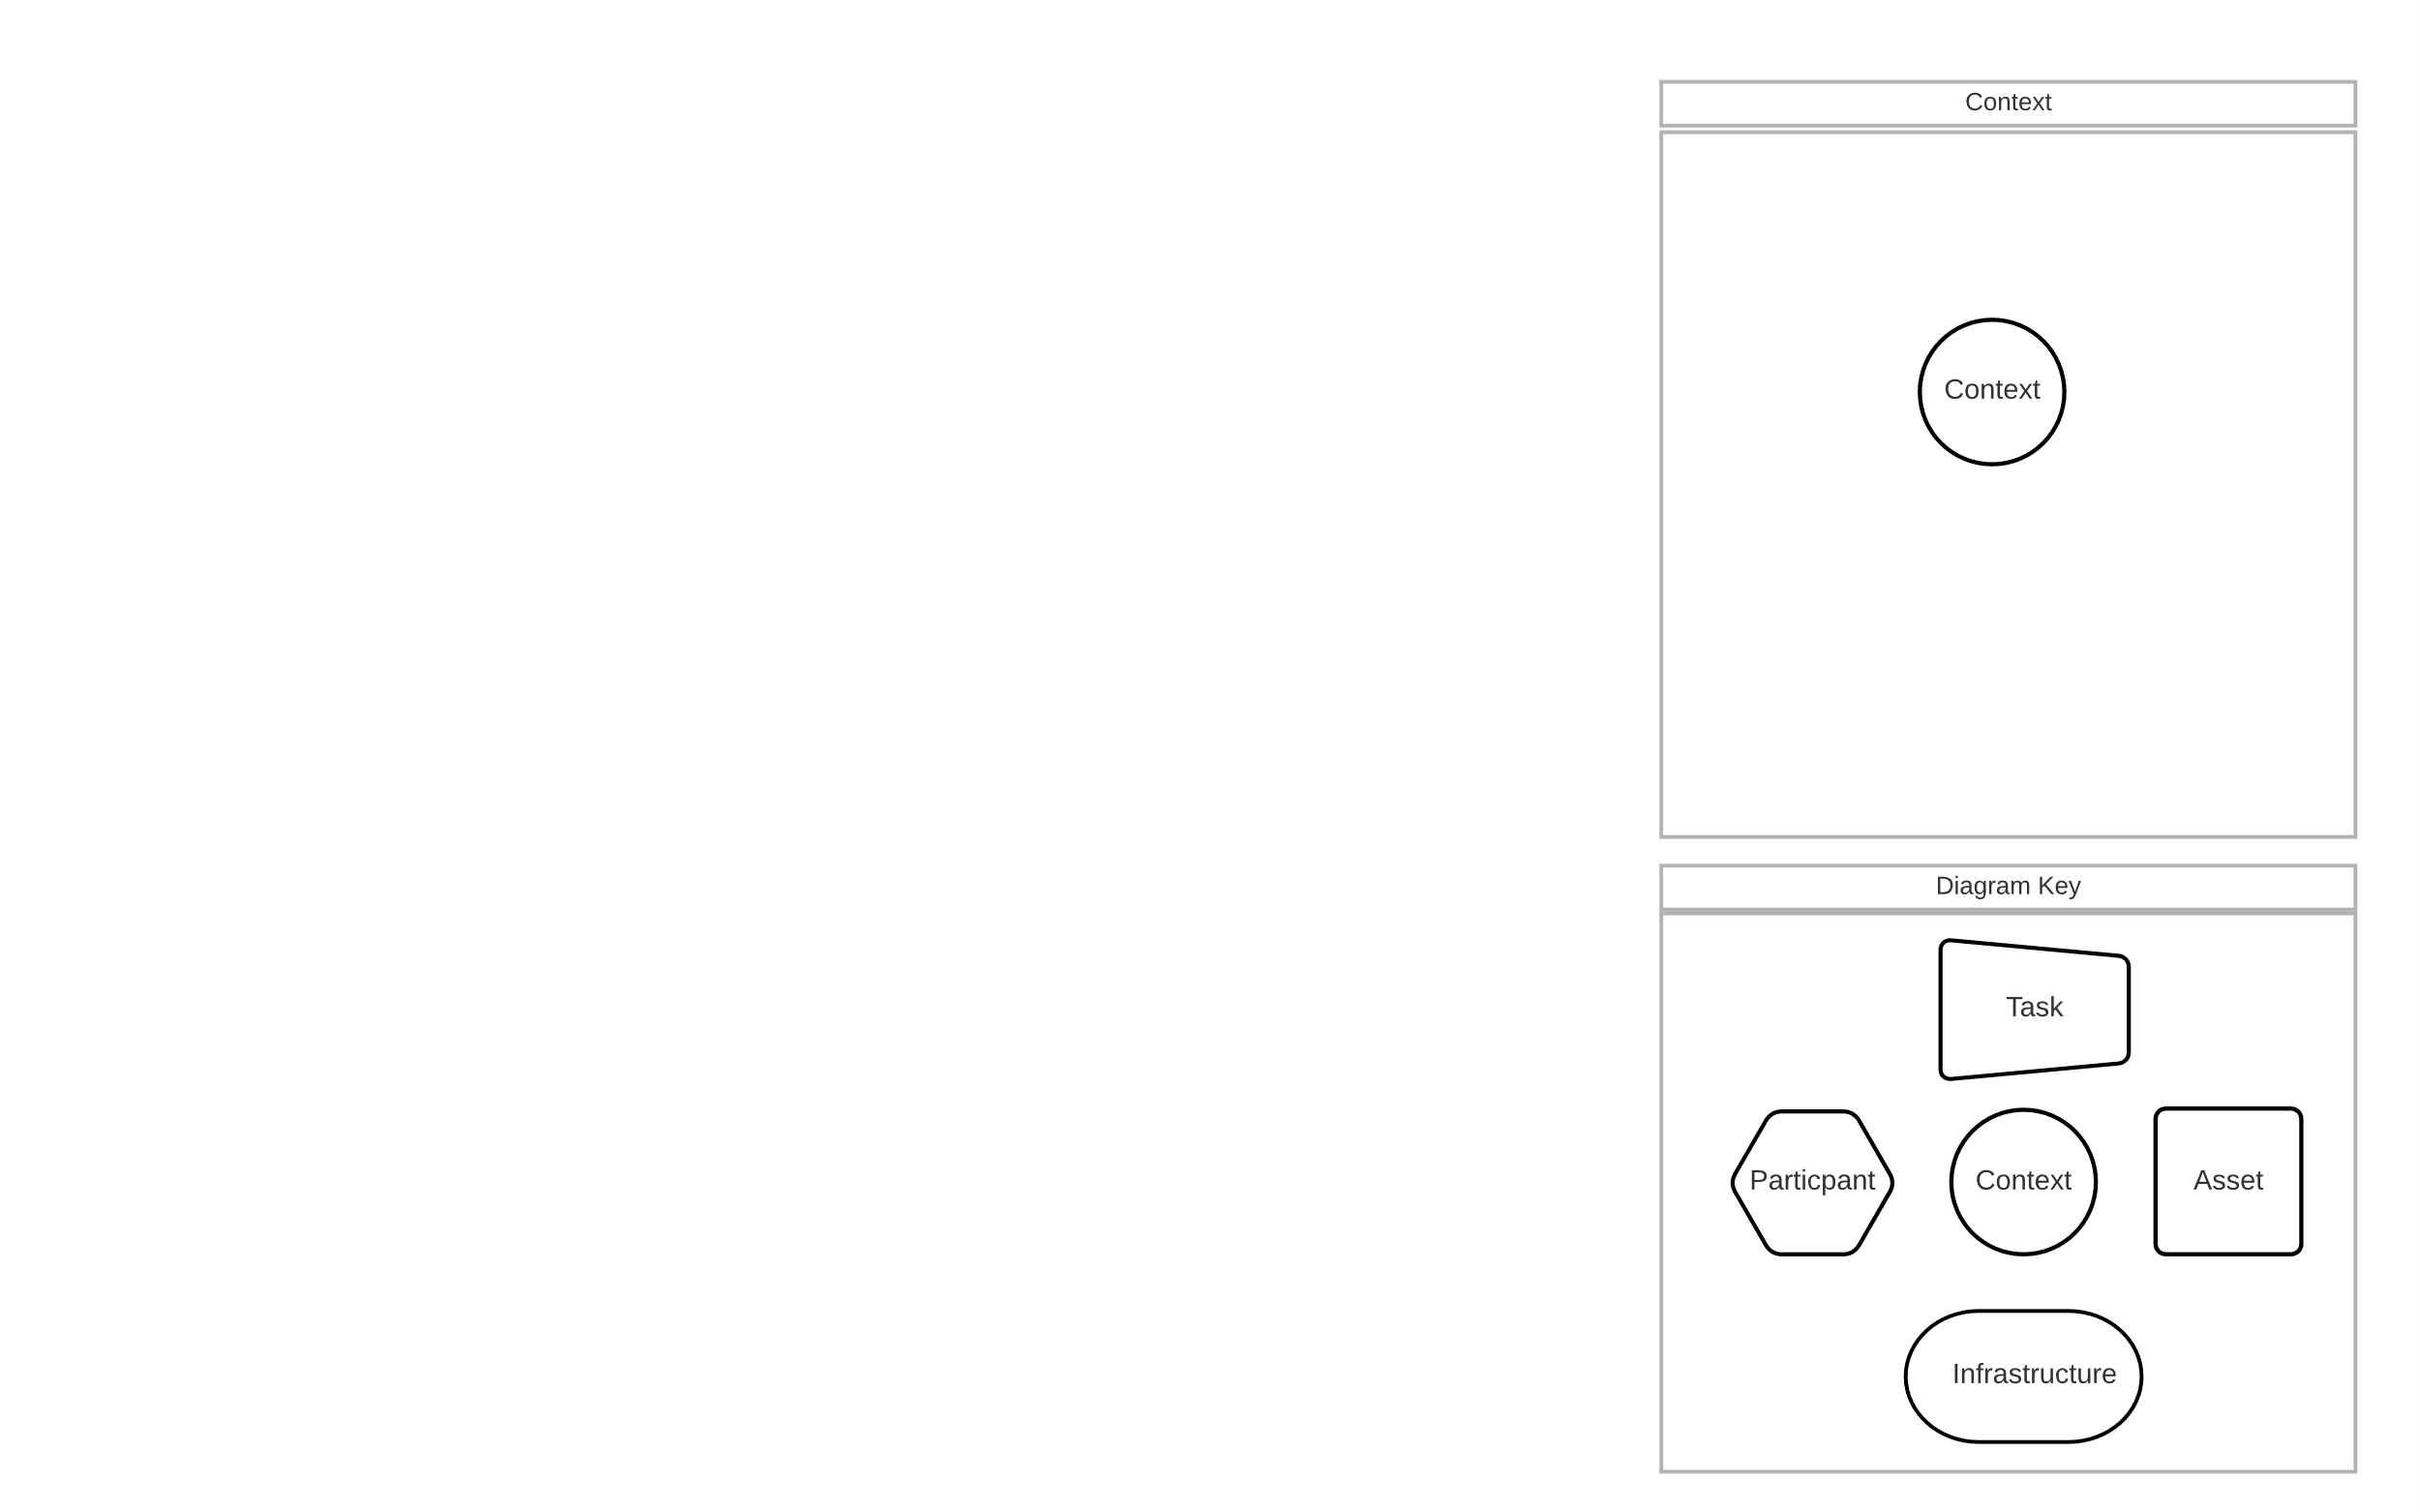 Context
Context
Diagram Key
Task
Particpant
Context
Asset
Infrastructure